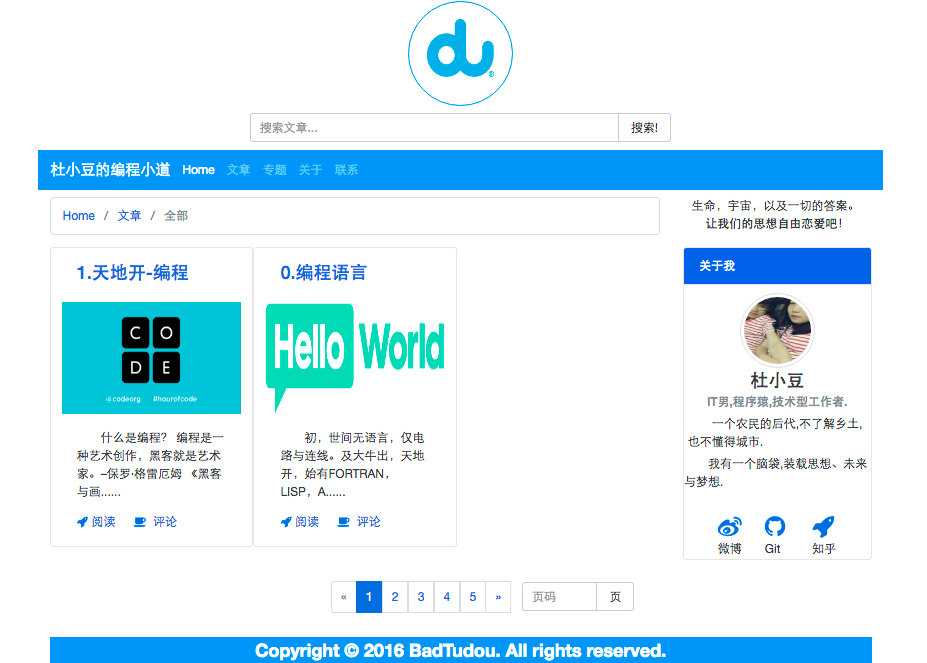 du®
搜索文章...
搜索!
杜小豆的编程小道 Home 文章 专题 关于 联系
Home / 文章 / 全部
生命，宇宙，以及一切的答案。
让我们的思想自由恋爱吧！
1.天地开-编程
CODE
@codeorg #hourofcode
什么是编程？ 编程是一
种艺术创作，黑客就是艺术
家。–保罗·格雷厄姆 《黑客
与画......
阅读 评论
0.编程语言
Hello World
初，世间无语言，仅电
路与连线。及大牛出，天地
开，始有FORTRAN，
LISP，A......
阅读 评论
关于我
杜小豆
IT男,程序猿,技术型工作者.
一个农民的后代,不了解乡土,
也不懂得城市.
我有一个脑袋,装载思想、未来
与梦想.
微博 Git 知乎
« 1 2 3 4 5 »
页码 页
Copyright © 2016 BadTudou. All rights reserved.